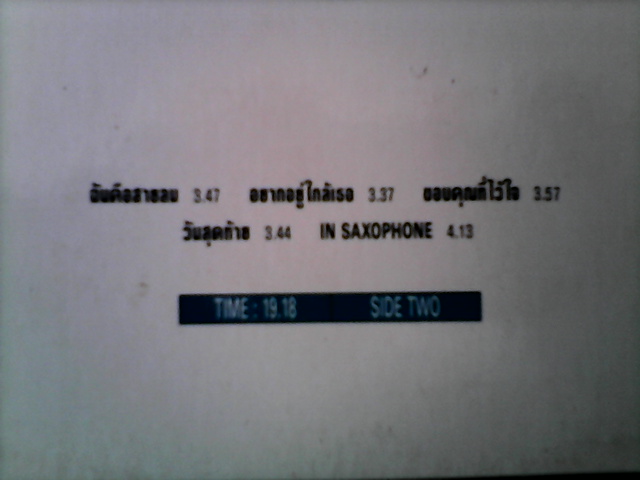 ฉันคือสายลม 3.47 อยากอยู่ใกล้เธอ 3.37 ขอบคุณที่ไว้ใจ 3.57
วันสุดท้าย 3.44 IN SAXOPHONE 4.13
TIME : 19.18 SIDE TWO